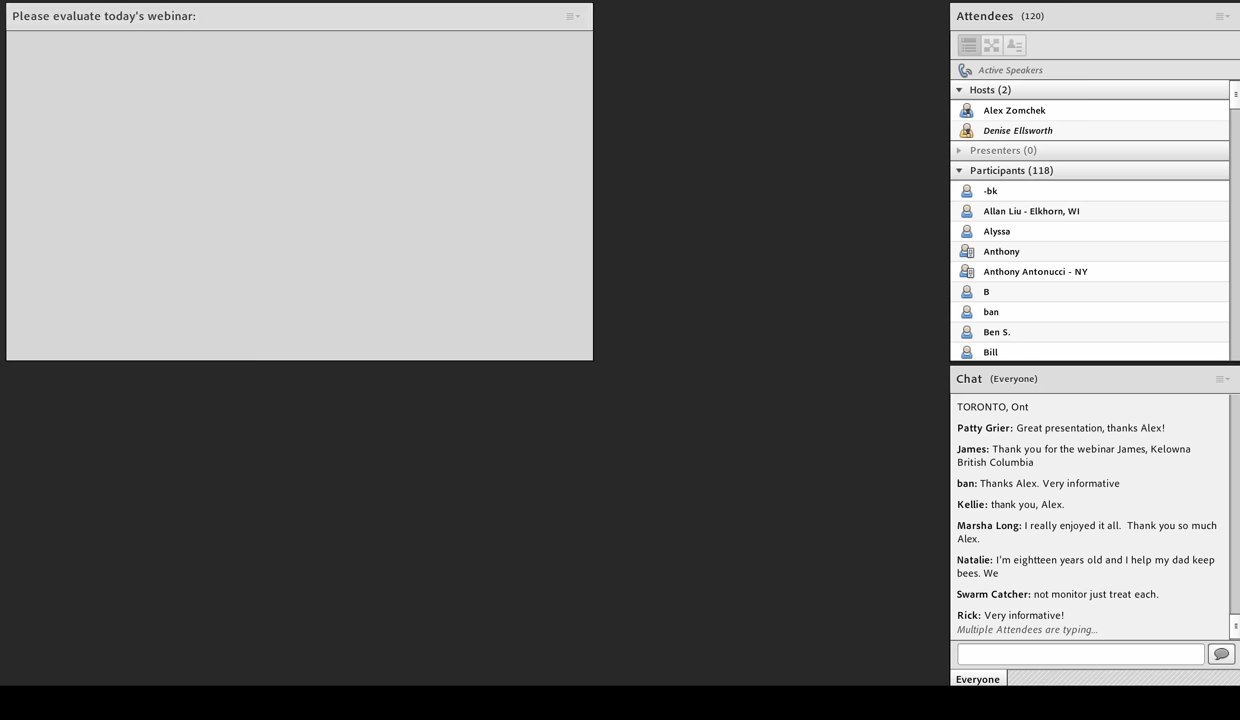 Please evaluate today's webinar:
Attendees (120)
Active Speakers
Hosts (2)
Alex Zomchek
Denise Ellsworth
Presenters (0)
Participants (118)
-bk
Allan Liu - Elkhorn, WI
Alyssa
Anthony
Anthony Antonucci - NY
B
ban
Ben S.
Bill
Chat (Everyone)
TORONTO, Ont
Patty Grier: Great presentation, thanks Alex!
James: Thank you for the webinar James, Kelowna
British Columbia
ban: Thanks Alex. Very informative
Kellie: thank you, Alex.
Marsha Long: I really enjoyed it all. Thank you so much
Alex.
Natalie: I'm eightteen years old and I help my dad keep
bees. We
Swarm Catcher: not monitor just treat each.
Rick: Very informative!
Multiple Attendees are typing...
Everyone